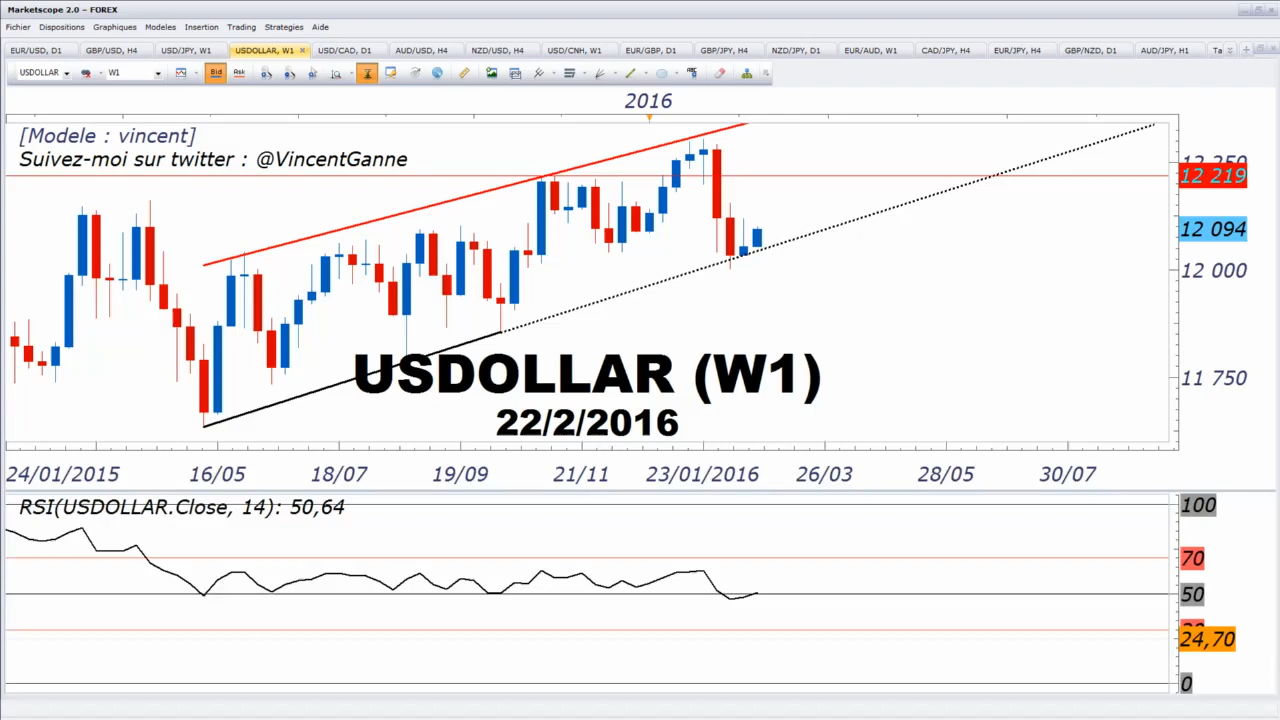 Marketscope 2.0 – FOREX
Fichier Dispositions Graphiques Modeles Insertion Trading Strategies Aide
EUR/USD, D1 GBP/USD, H4 USD/JPY, W1 USDOLLAR, W1 USD/CAD, D1 AUD/USD, H4 NZD/USD, H4 USD/CNH, W1 EUR/GBP, D1 GBP/JPY, H4 NZD/JPY, D1 EUR/AUD, W1 CAD/JPY, H4 EUR/JPY, H4 GBP/NZD, D1 AUD/JPY, H1 Ta
USDOLLAR W1 Bid Ask ABC
2016
[Modele : vincent]
Suivez-moi sur twitter : @VincentGanne
12 250
12 219
12 094
12 000
11 750
USDOLLAR (W1)
22/2/2016
24/01/2015 16/05 18/07 19/09 21/11 23/01/2016 26/03 28/05 30/07
RSI(USDOLLAR.Close, 14): 50,64
100
70
50
24,70
0